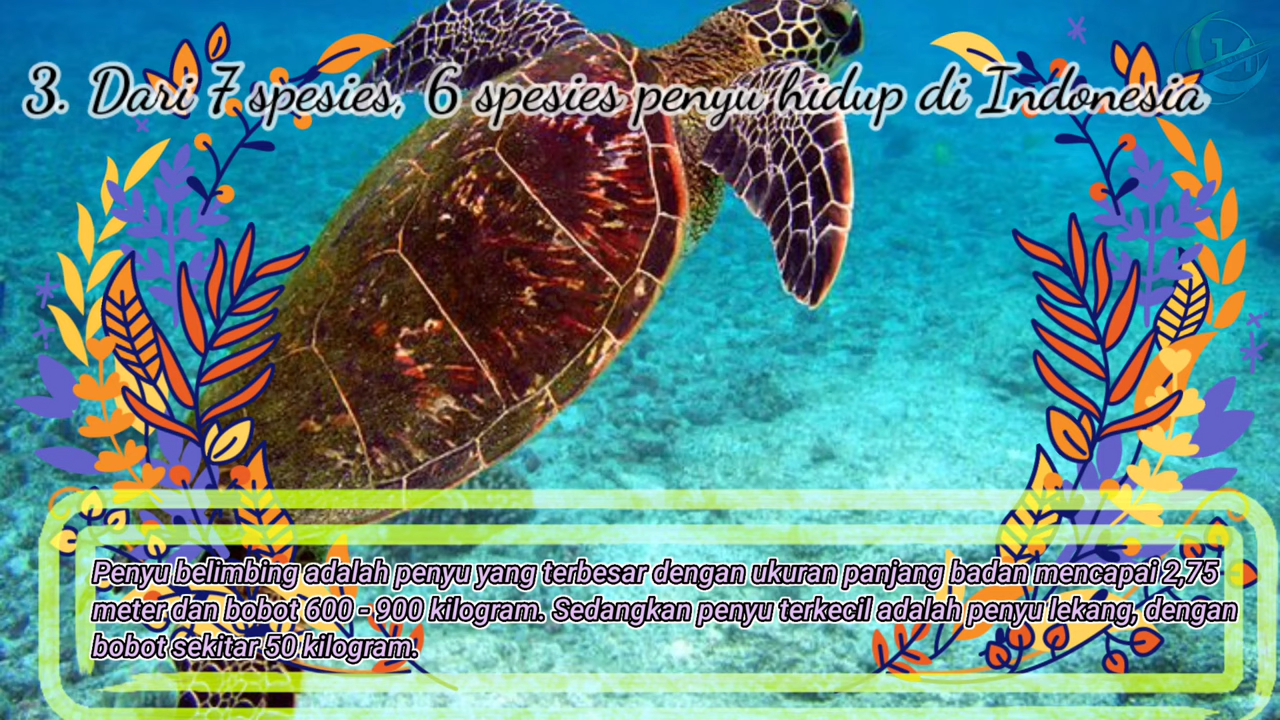 3. Dari 7 spesies, 6 spesies penyu hidup di Indonesia
Penyu belimbing adalah penyu yang terbesar dengan ukuran panjang badan mencapai 2,75
meter dan bobot 600 - 900 kilogram. Sedangkan penyu terkecil adalah penyu lekang, dengan
bobot sekitar 50 kilogram.